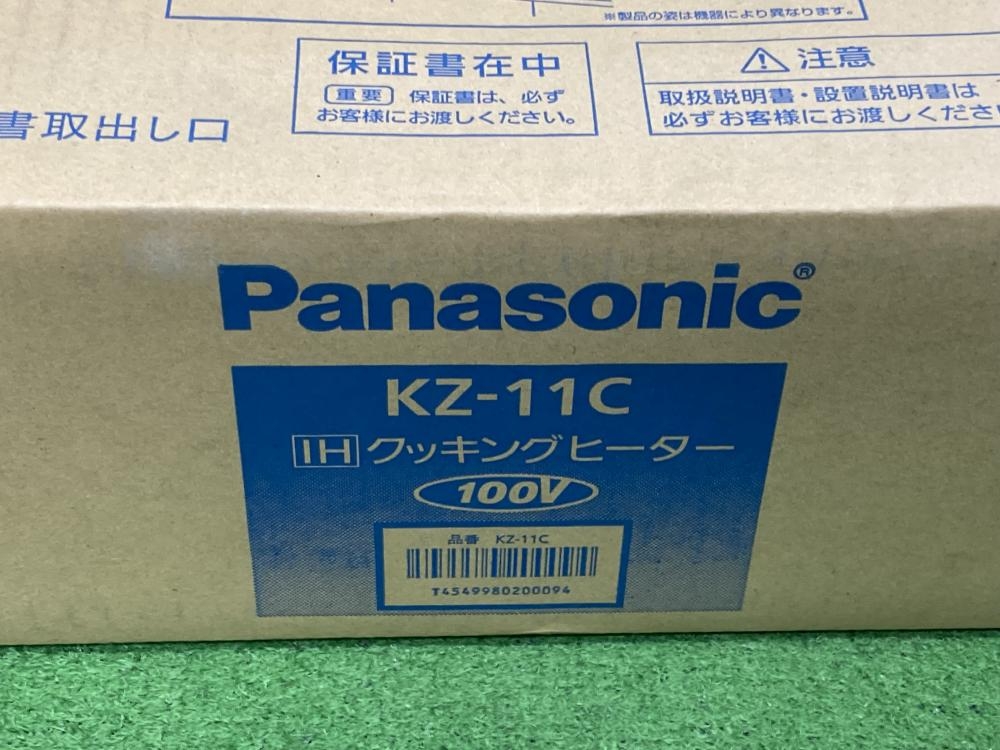 ※製品の姿は機器により異なります。
保証書在中
重要 保証書は、必ず
お客様にお渡しください。
注意
取扱説明書・設置説明書は
必ずお客様にお渡しくださ
書取出し口
Panasonic®
KZ-11C
IH クッキングヒーター
100V
品番 KZ-11C
T4549980200094